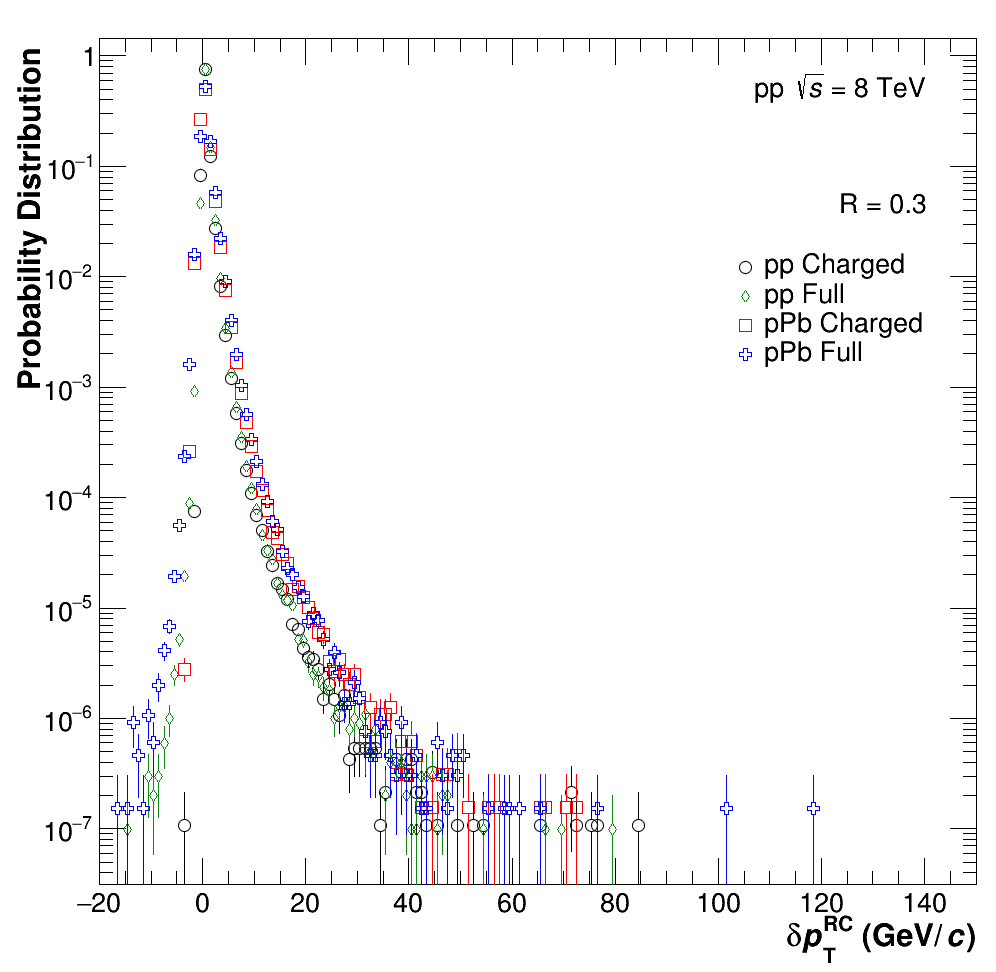 Probability Distribution
1
10⁻¹
10⁻²
10⁻³
10⁻⁴
10⁻⁵
10⁻⁶
10⁻⁷
pp √s = 8 TeV
R = 0.3
pp Charged
pp Full
pPb Charged
pPb Full
−20 0 20 40 60 80 100 120 140
δp_T^RC (GeV/c)